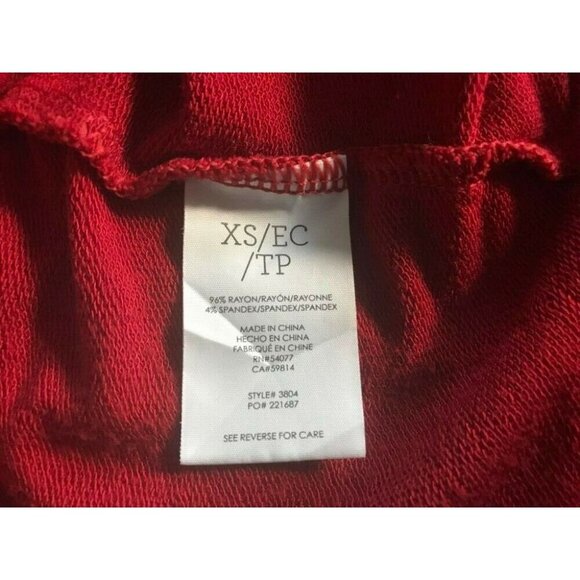 XS/EC
/TP
96% RAYON/RAYÓN/RAYONNE
4% SPANDEX/SPANDEX/SPANDEX
MADE IN CHINA
HECHO EN CHINA
FABRIQUÉ EN CHINE
RN#54077
CA#59814
STYLE# 3804
PO# 221687
SEE REVERSE FOR CARE